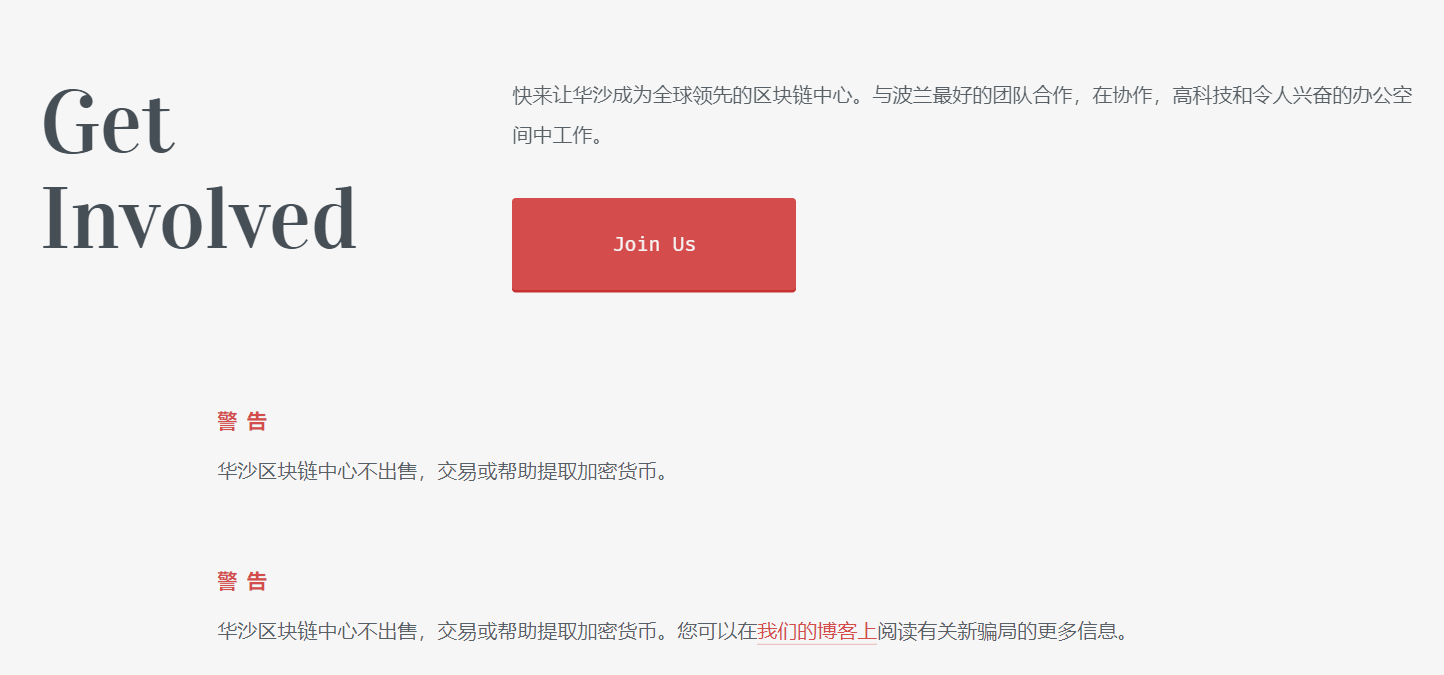 Get
Involved
快来让华沙成为全球领先的区块链中心。与波兰最好的团队合作，在协作，高科技和令人兴奋的办公空
间中工作。
Join Us
警告
华沙区块链中心不出售，交易或帮助提取加密货币。
警告
华沙区块链中心不出售，交易或帮助提取加密货币。您可以在我们的博客上阅读有关新骗局的更多信息。